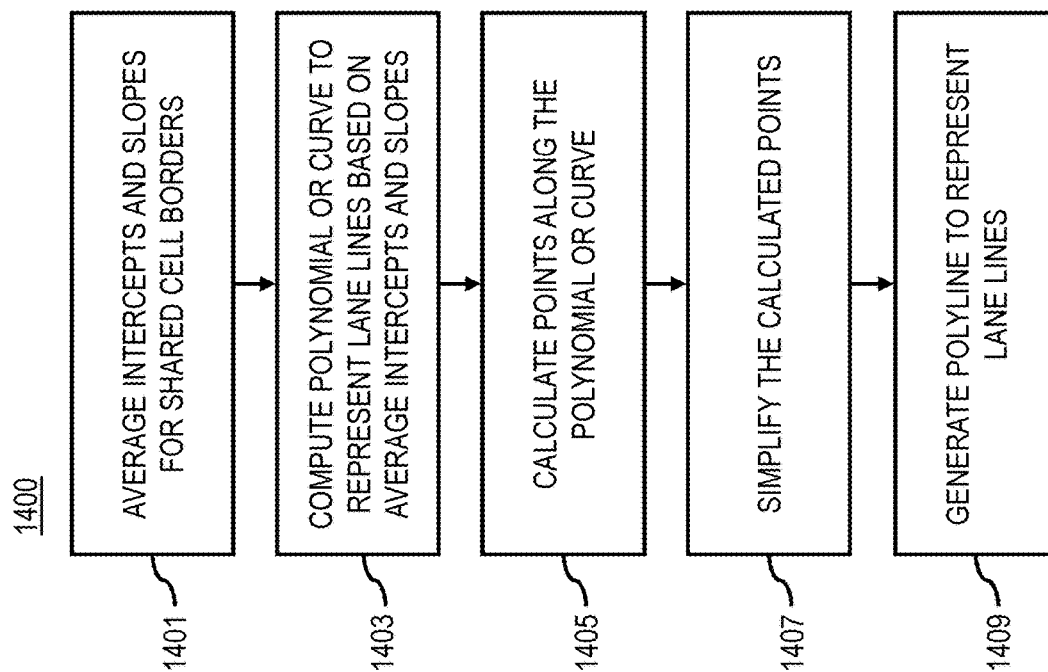 1400
1401
AVERAGE INTERCEPTS AND SLOPES
FOR SHARED CELL BORDERS
1403
COMPUTE POLYNOMIAL OR CURVE TO
REPRESENT LANE LINES BASED ON
AVERAGE INTERCEPTS AND SLOPES
1405
CALCULATE POINTS ALONG THE
POLYNOMIAL OR CURVE
1407
SIMPLIFY THE CALCULATED POINTS
1409
GENERATE POLYLINE TO REPRESENT
LANE LINES